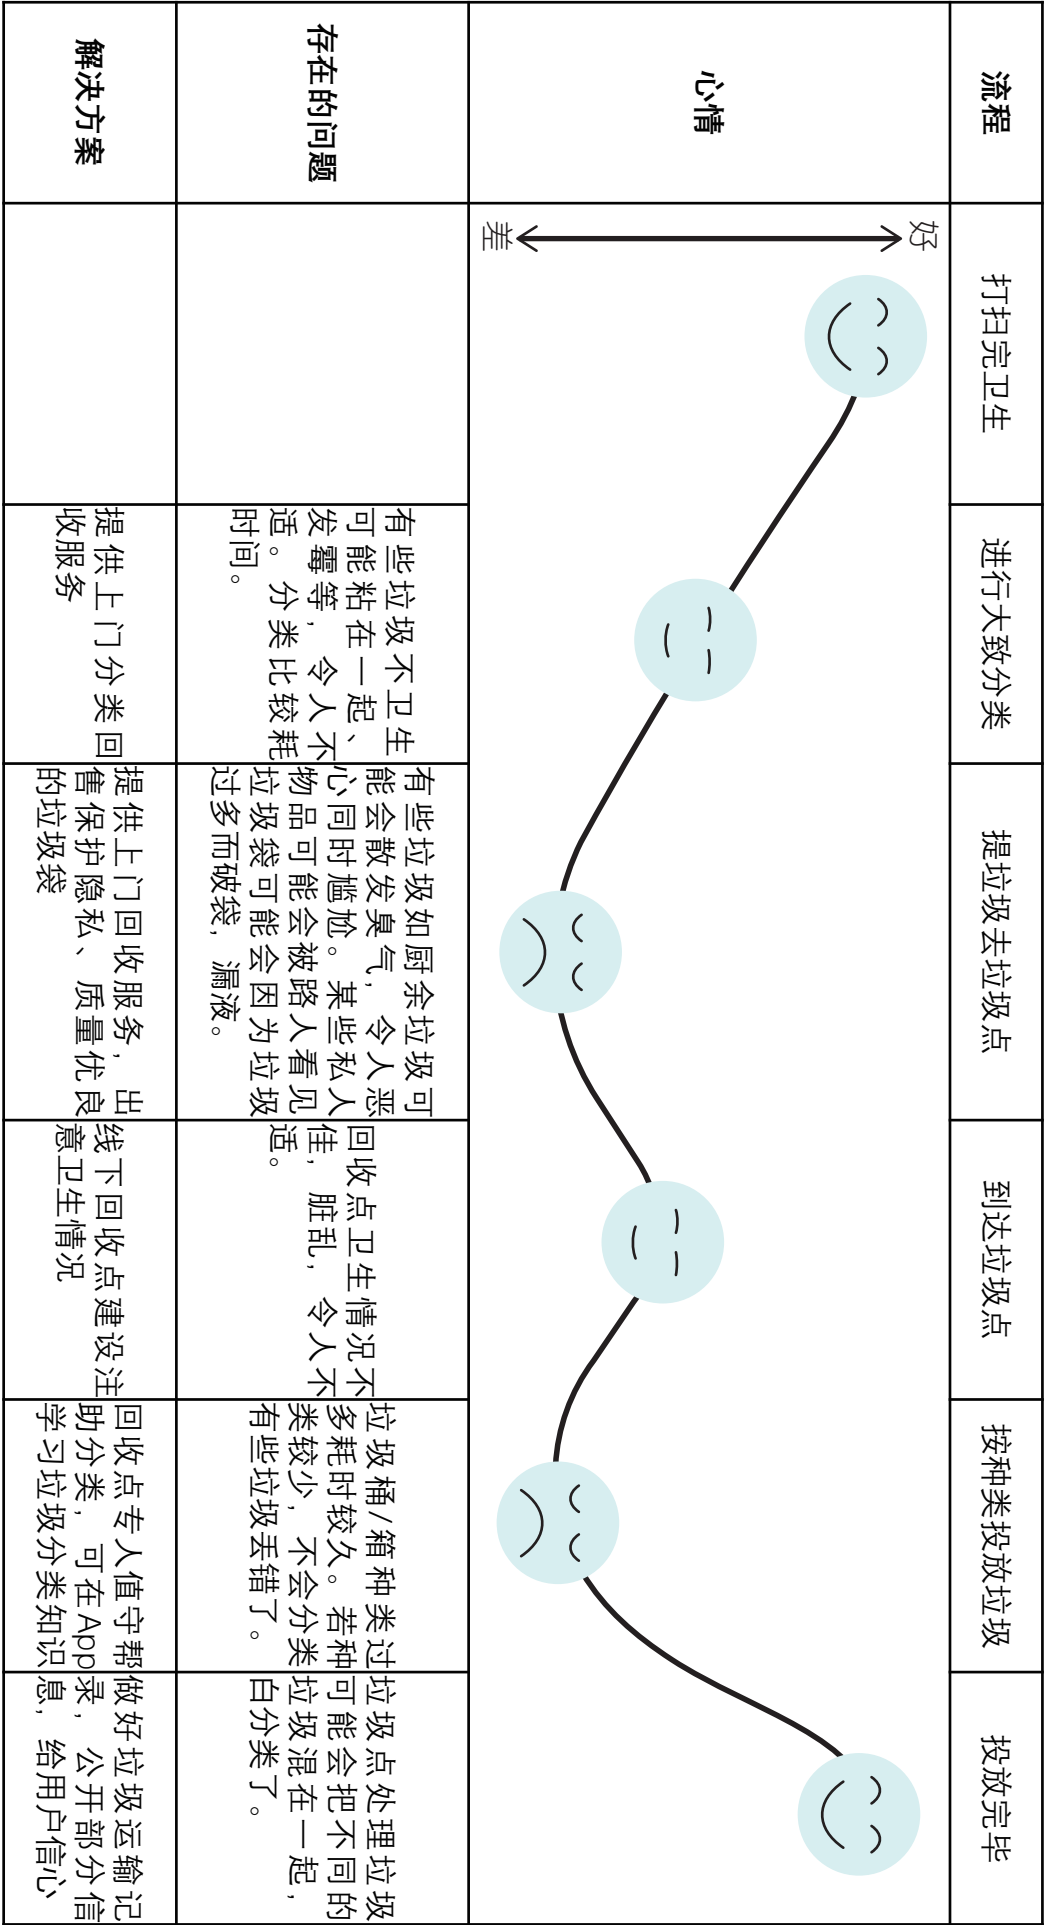 流程
打扫完卫生
进行大致分类
提垃圾去垃圾点
到达垃圾点
按种类投放垃圾
投放完毕
心情
好
差
存在的问题
有些垃圾不卫生
可能粘在一起、
发霉等，令人不
适。分类比较耗
时间。
有些垃圾如厨余垃圾可
能会散发臭气，令人恶
心同时尴尬。某些私人
物品可能会被路人看见
垃圾袋可能会因为垃圾
过多而破袋，漏液。
回收点卫生情况不
佳，脏乱，令人不
适。
垃圾桶/箱种类过
多耗时较久。若种
类较少，不会分类
有些垃圾丢错了。
垃圾点处理垃圾
可能会把不同的
垃圾混在一起，
白分类了。
解决方案
提供上门分类回
收服务
提供上门回收服务，出
售保护隐私、质量优良
的垃圾袋
线下回收点建设注
意卫生情况
回收点专人值守帮
助分类，可在App
学习垃圾分类知识
做好垃圾运输记
录，公开部分信
息，给用户信心